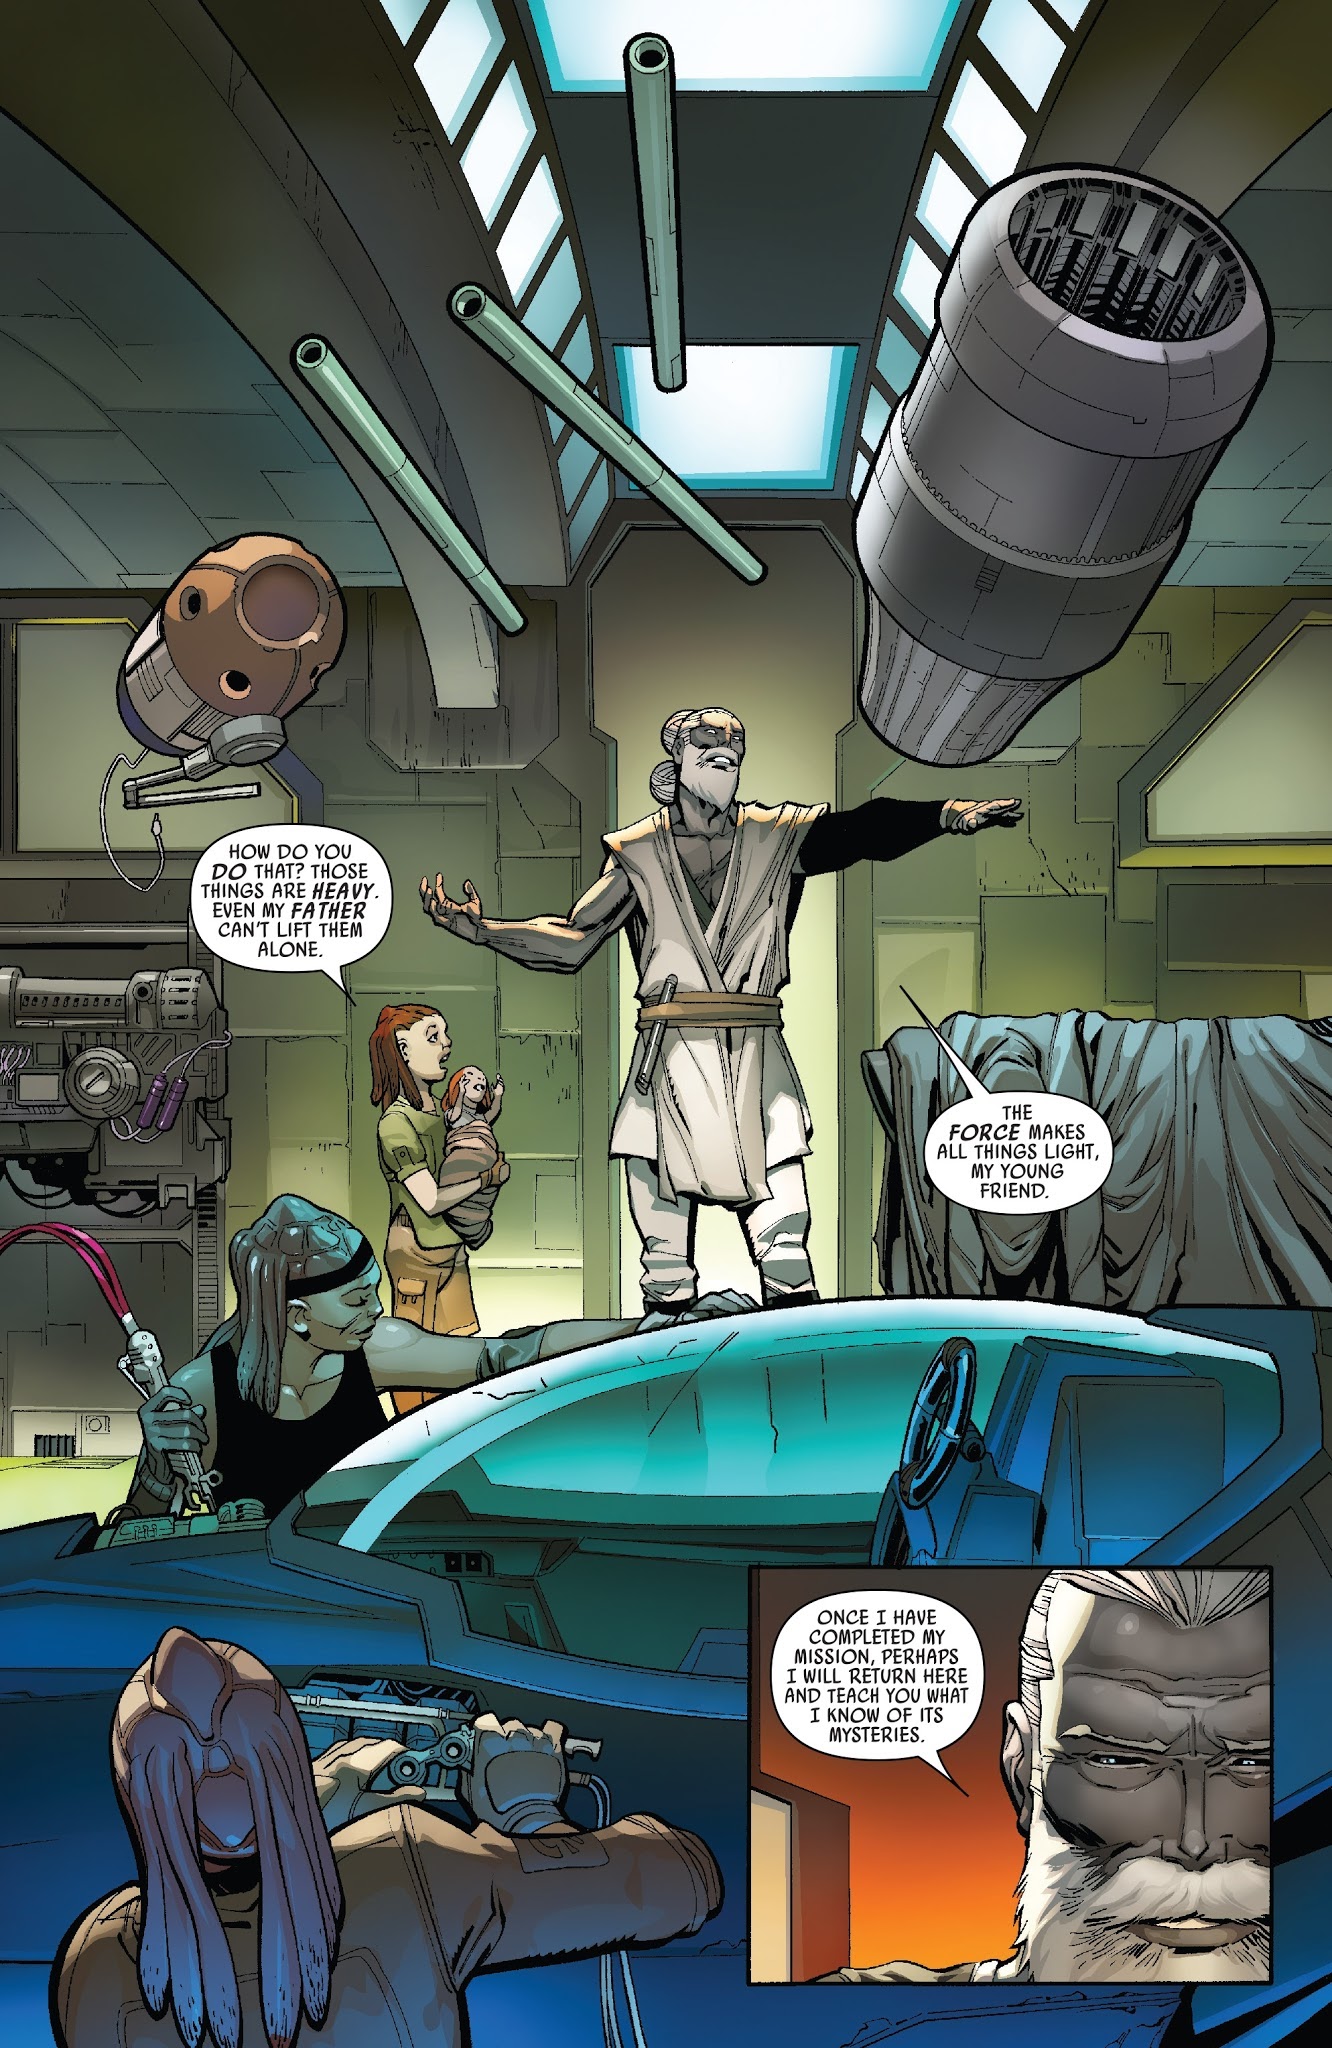 HOW DO YOU
DO THAT? THOSE
THINGS ARE HEAVY.
EVEN MY FATHER
CAN'T LIFT THEM
ALONE.
THE
FORCE MAKES
ALL THINGS LIGHT,
MY YOUNG
FRIEND.
ONCE I HAVE
COMPLETED MY
MISSION, PERHAPS
I WILL RETURN HERE
AND TEACH YOU WHAT
I KNOW OF ITS
MYSTERIES.